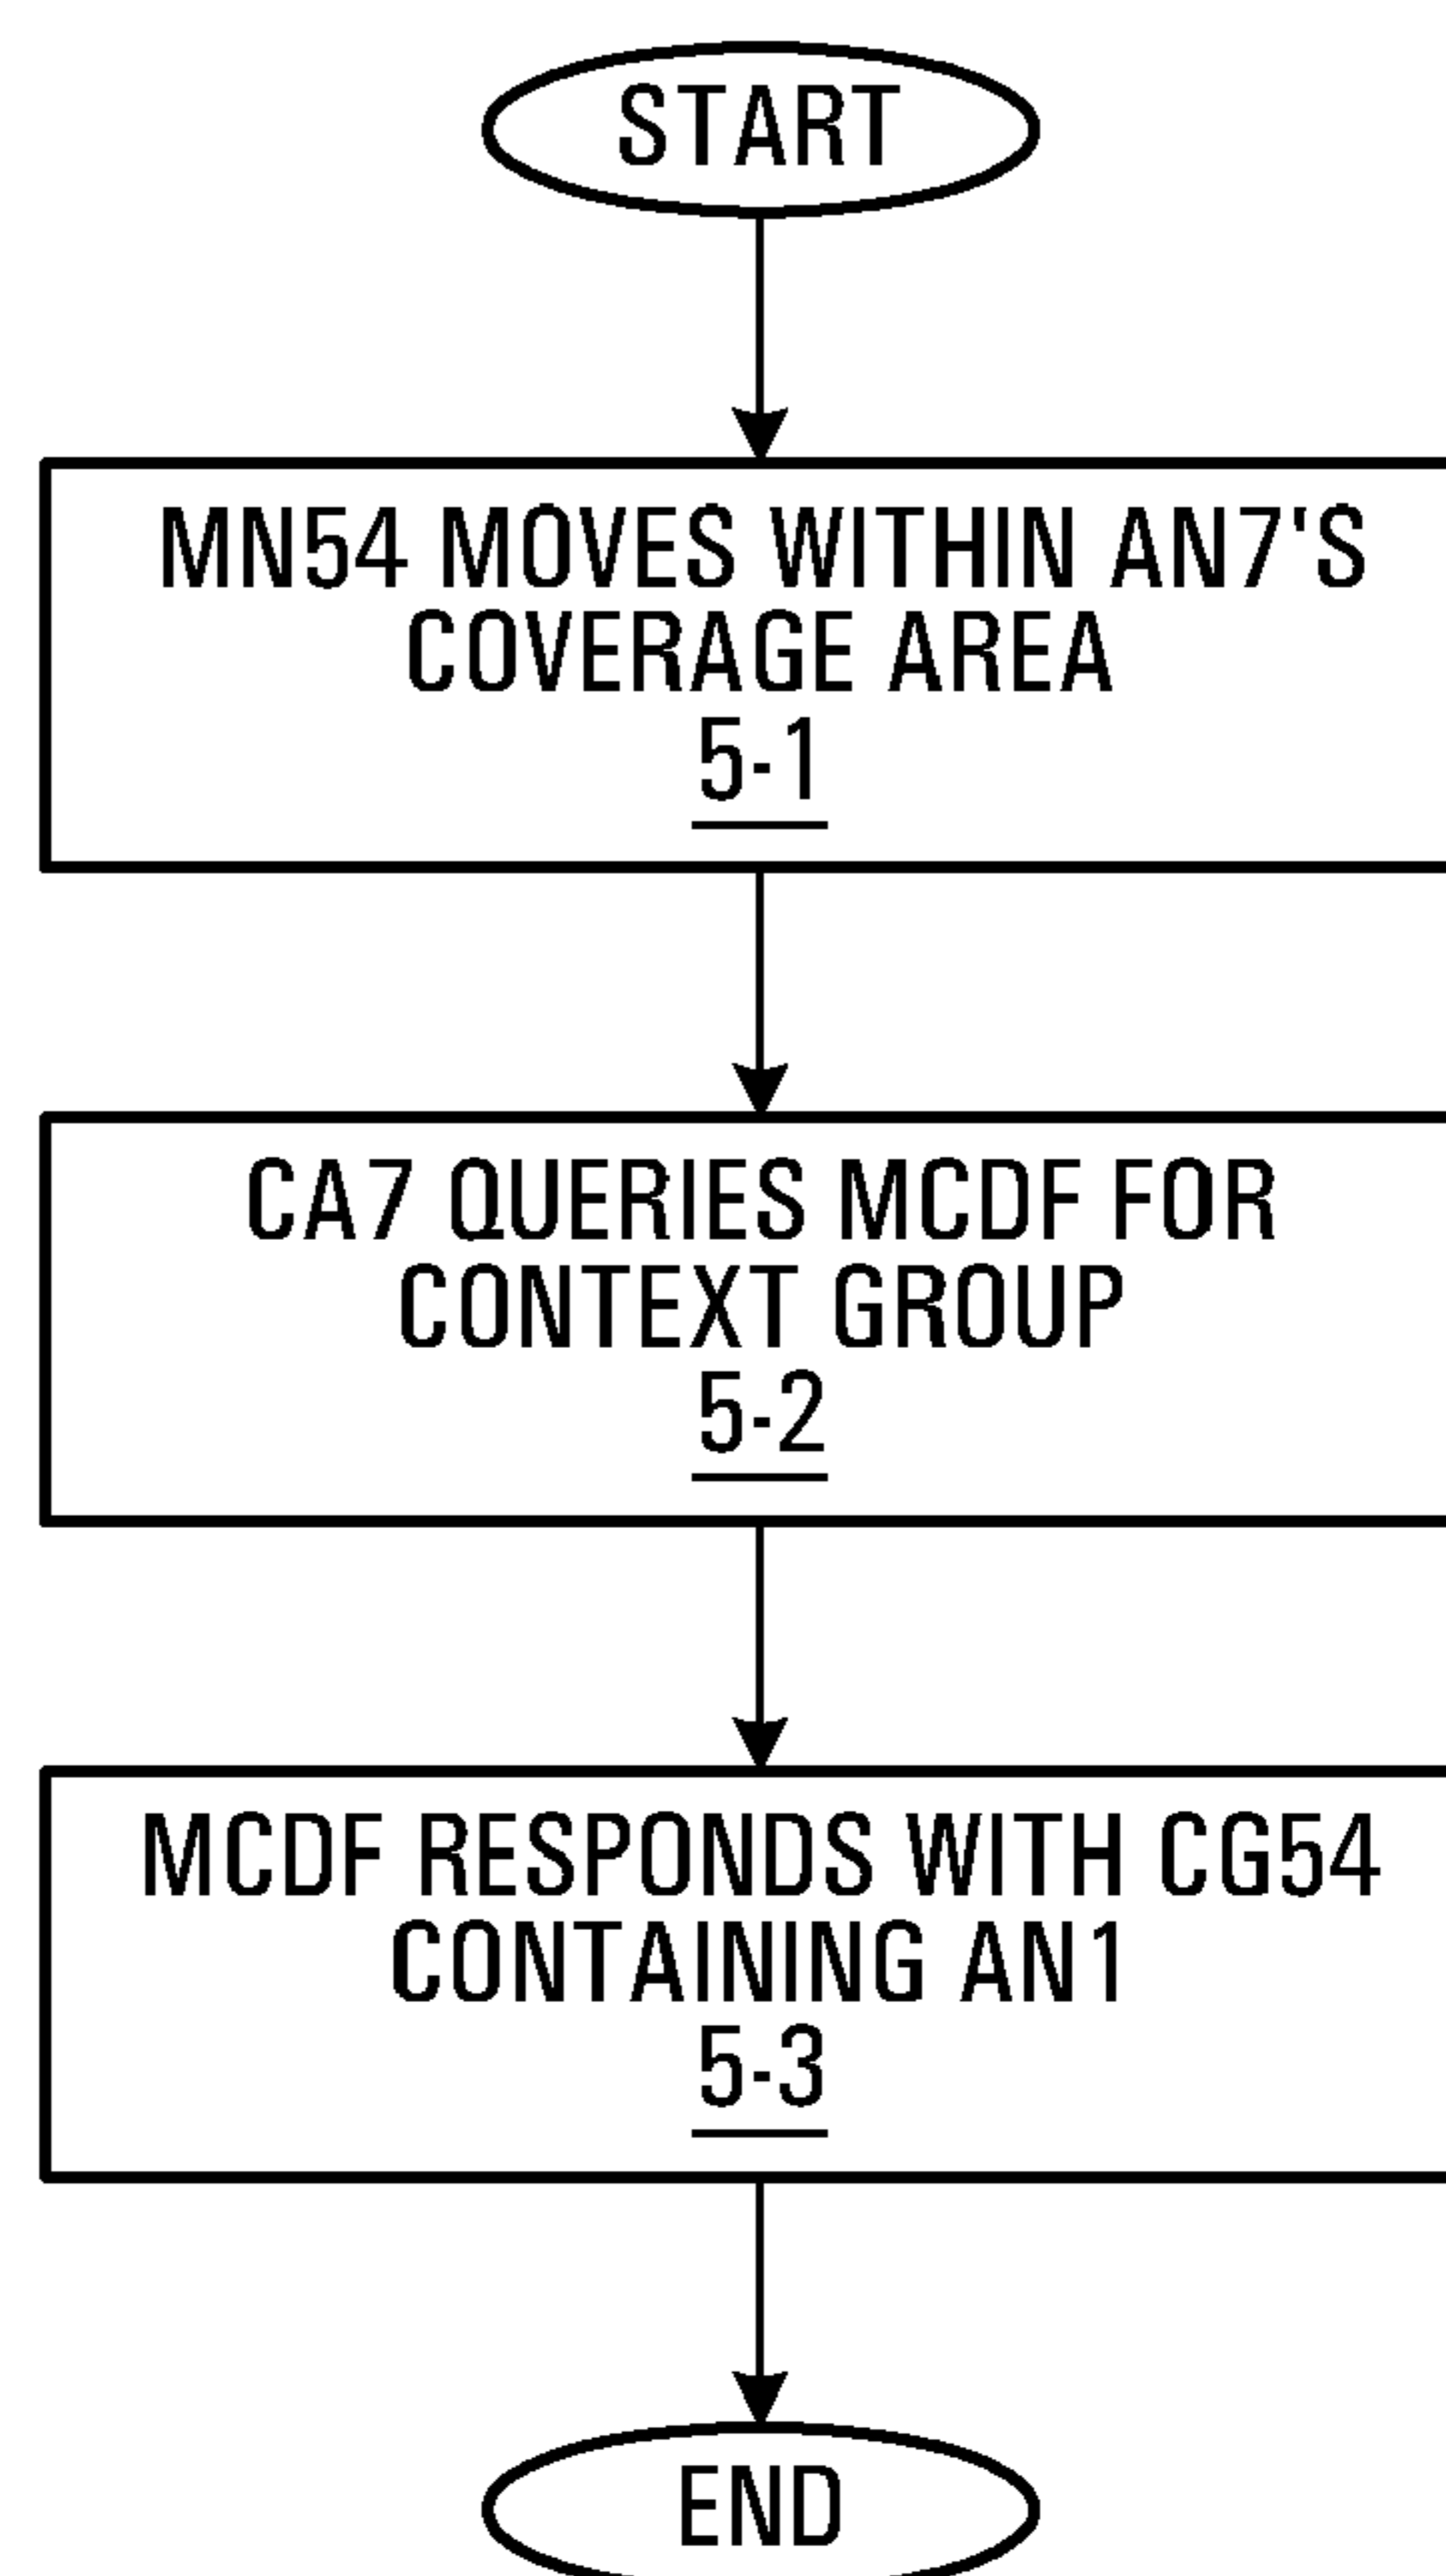 START
MN54 MOVES WITHIN AN7'S
COVERAGE AREA
5-1
CA7 QUERIES MCDF FOR
CONTEXT GROUP
5-2
MCDF RESPONDS WITH CG54
CONTAINING AN1
5-3
END